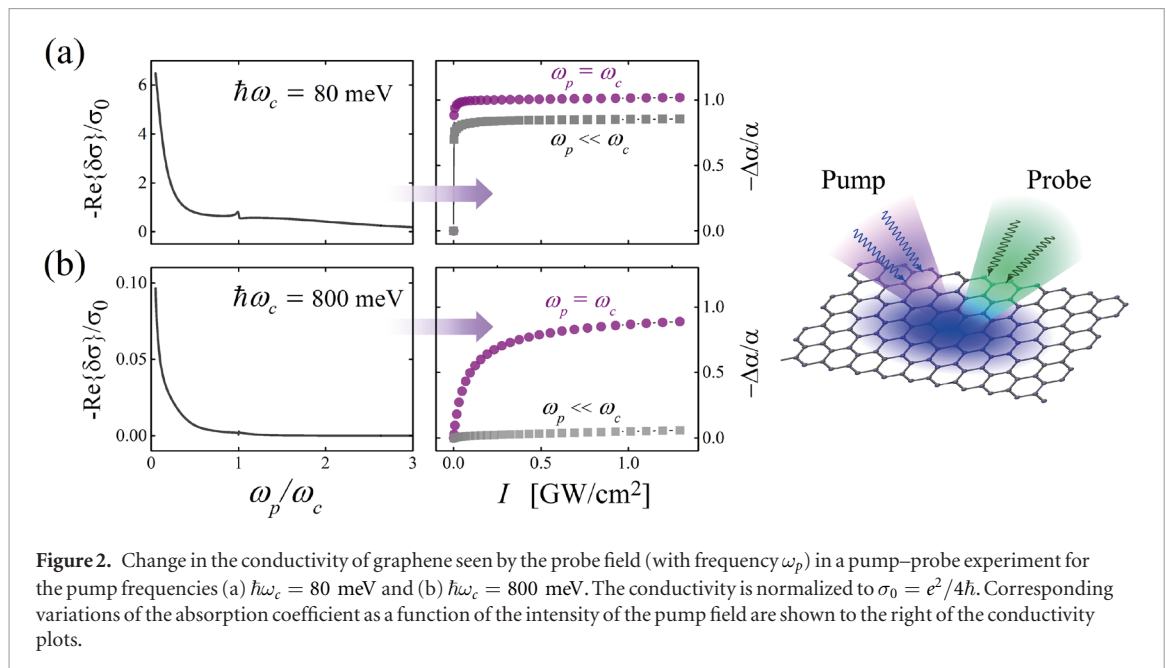 (a)
-Re{δσ}/σ₀
6
4
2
0
ħω_c = 80 meV
ω_p = ω_c
ω_p << ω_c
1.0
0.5
0.0
-Δα/α
Pump
Probe
(b)
-Re{δσ}/σ₀
0.10
0.05
0.00
ħω_c = 800 meV
ω_p = ω_c
ω_p << ω_c
1.0
0.5
0.0
-Δα/α
0 1 2 3
0.0 0.5 1.0
ω_p/ω_c
I [GW/cm²]
Figure 2. Change in the conductivity of graphene seen by the probe field (with frequency ω_p) in a pump–probe experiment for
the pump frequencies (a) ħω_c = 80 meV and (b) ħω_c = 800 meV. The conductivity is normalized to σ₀ = e²/4ħ. Corresponding
variations of the absorption coefficient as a function of the intensity of the pump field are shown to the right of the conductivity
plots.